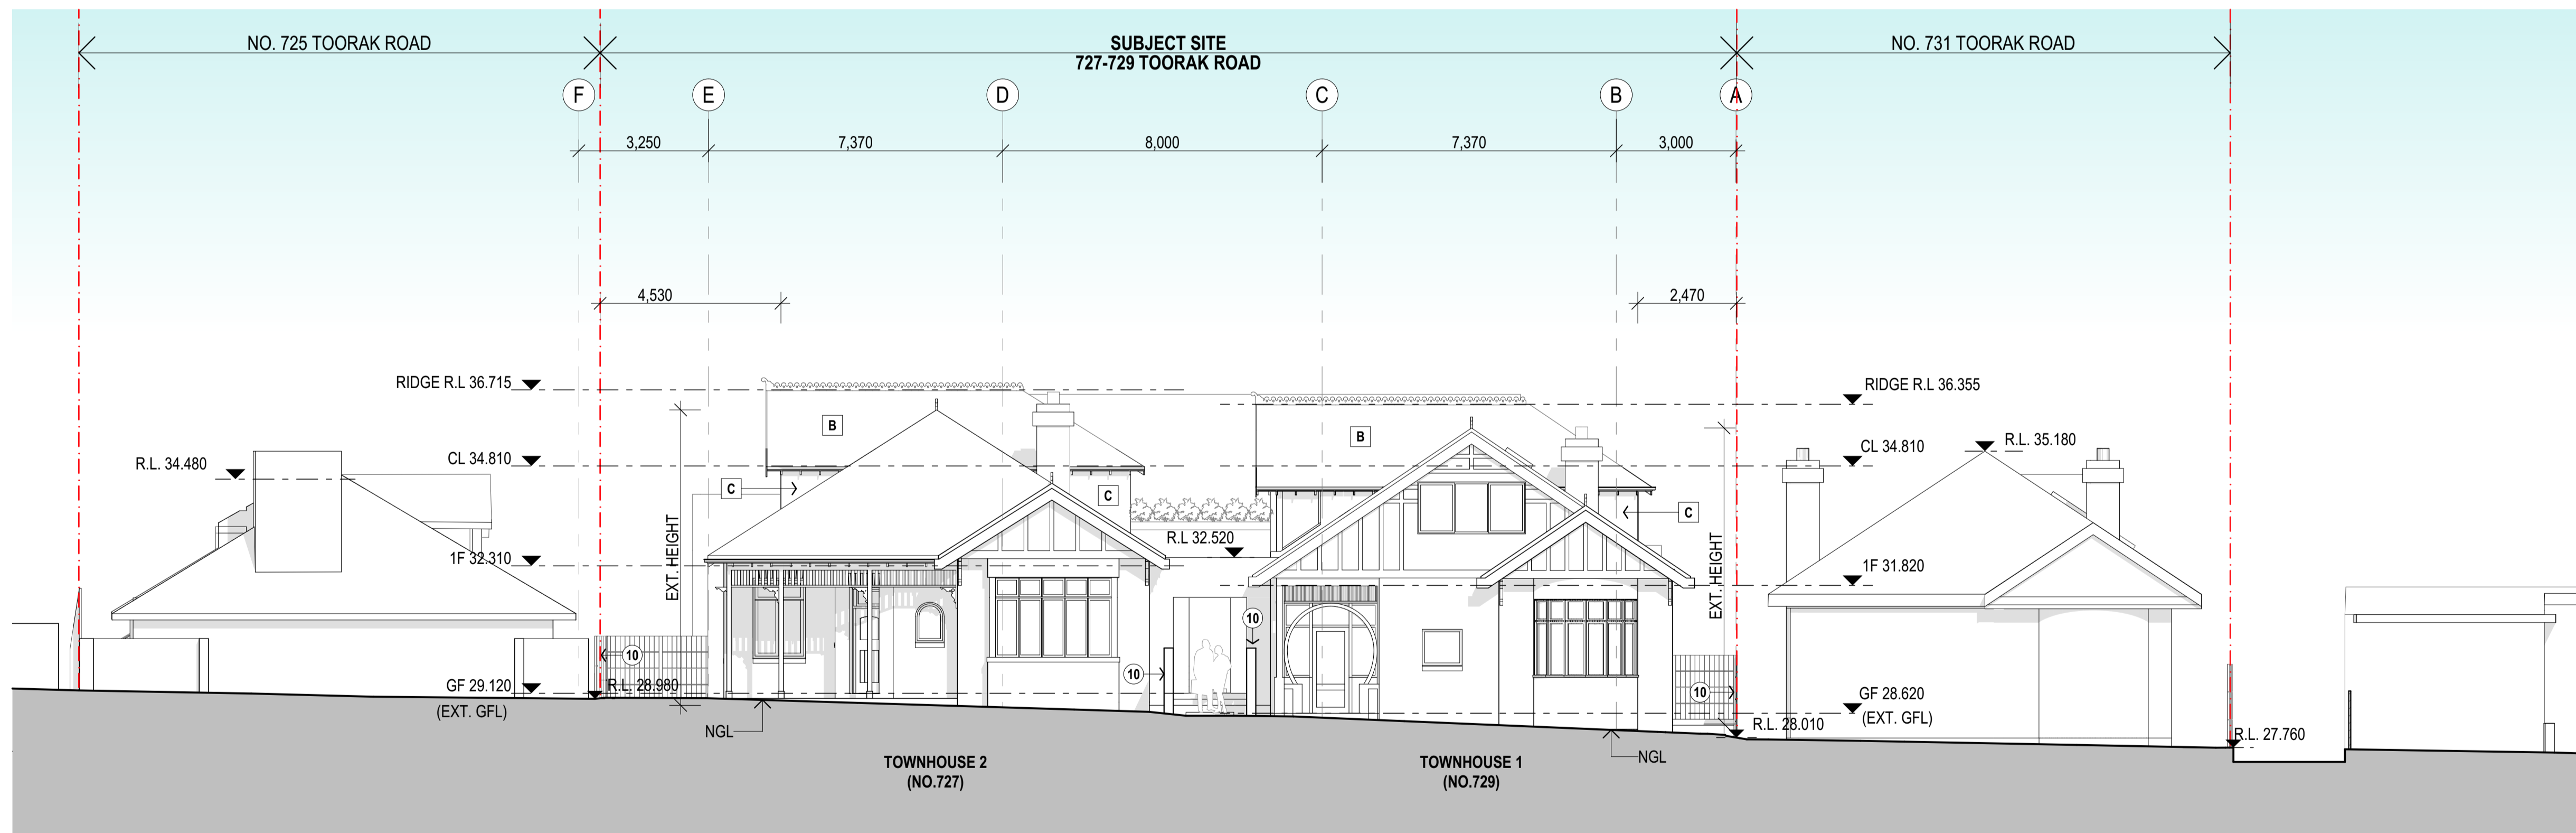 NO. 725 TOORAK ROAD
SUBJECT SITE
727-729 TOORAK ROAD
NO. 731 TOORAK ROAD
F
E
D
C
B
A
3,250
7,370
8,000
7,370
3,000
4,530
2,470
RIDGE R.L 36.715
RIDGE R.L 36.355
B
B
R.L. 34.480
CL 34.810
CL 34.810
R.L. 35.180
C
C
C
EXT. HEIGHT
R.L 32.520
EXT. HEIGHT
1F 32.310
1F 31.820
10
10
10
10
GF 29.120
(EXT. GFL)
R.L. 28.980
GF 28.620
(EXT. GFL)
R.L. 28.010
R.L. 27.760
NGL
NGL
TOWNHOUSE 2
(NO.727)
TOWNHOUSE 1
(NO.729)